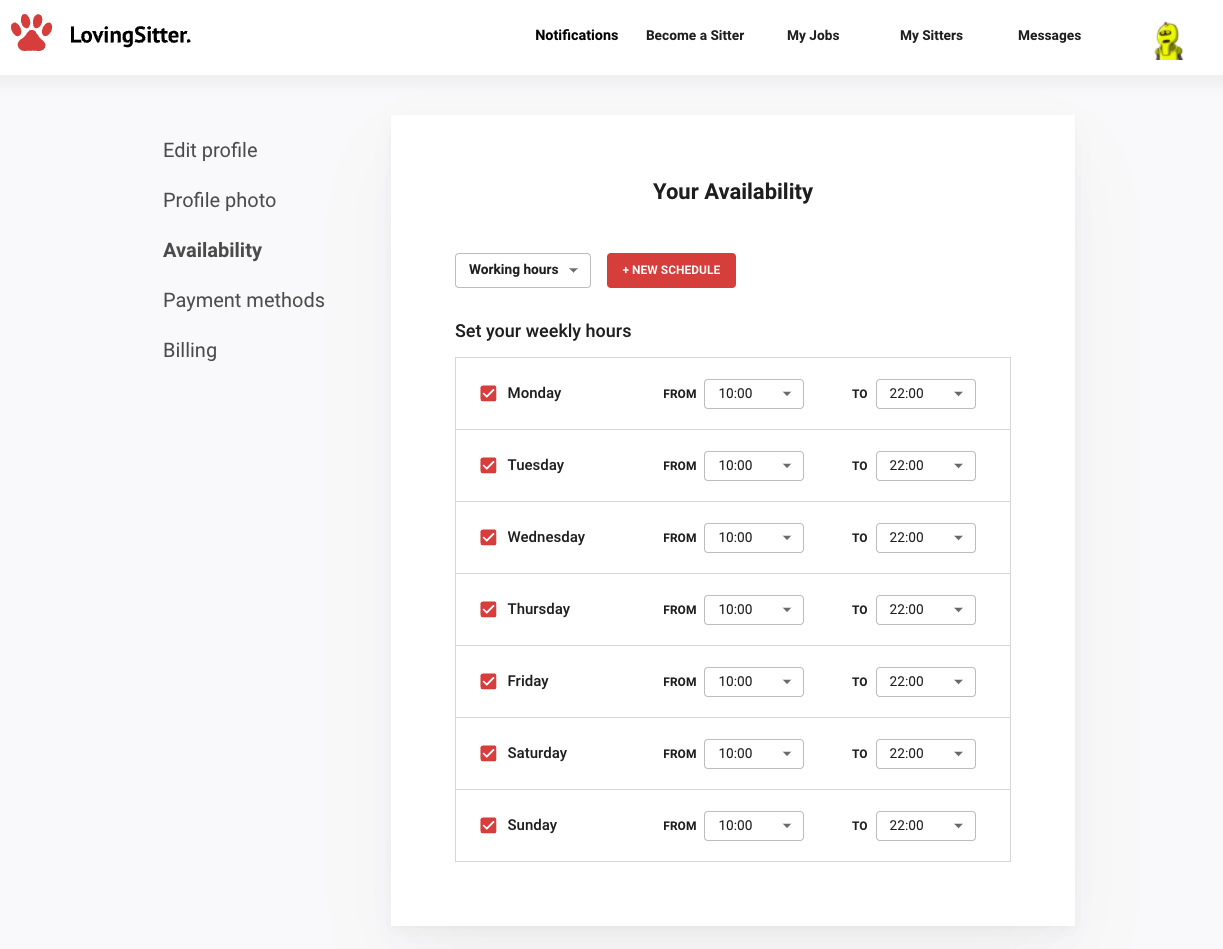 LovingSitter.
Notifications Become a Sitter My Jobs My Sitters Messages
Edit profile
Profile photo
Availability
Payment methods
Billing
Your Availability
Working hours + NEW SCHEDULE
Set your weekly hours
Monday FROM 10:00 TO 22:00
Tuesday FROM 10:00 TO 22:00
Wednesday FROM 10:00 TO 22:00
Thursday FROM 10:00 TO 22:00
Friday FROM 10:00 TO 22:00
Saturday FROM 10:00 TO 22:00
Sunday FROM 10:00 TO 22:00